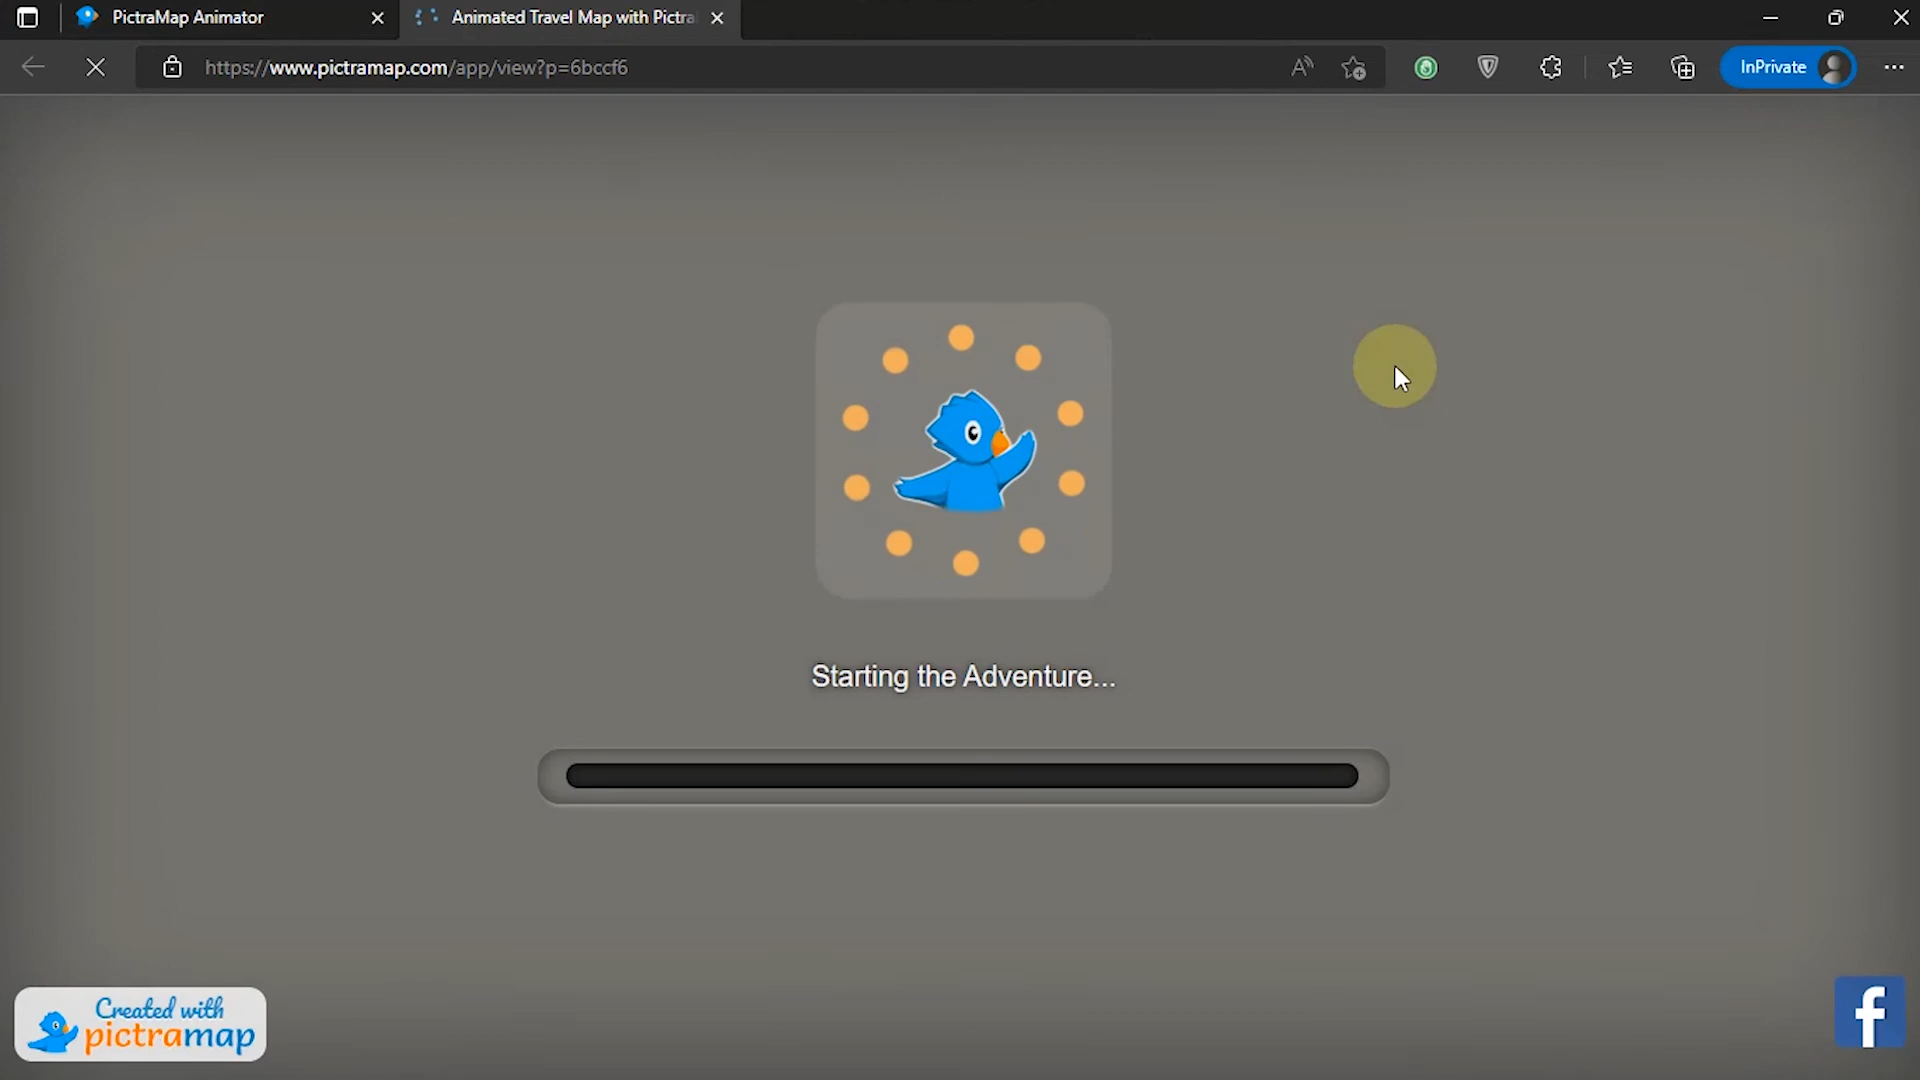 PictraMap Animator
Animated Travel Map with Pictra
https://www.pictramap.com/app/view?p=6bccf6
A
InPrivate
Starting the Adventure...
Created with
pictramap
f